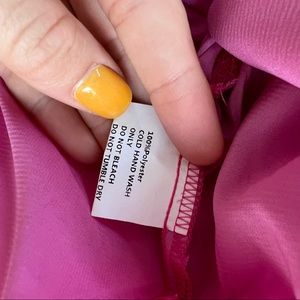 100%Polyester
COLD HAND WASH
ONLY
DO NOT BLEACH
DO NOT TUMBLE DRY